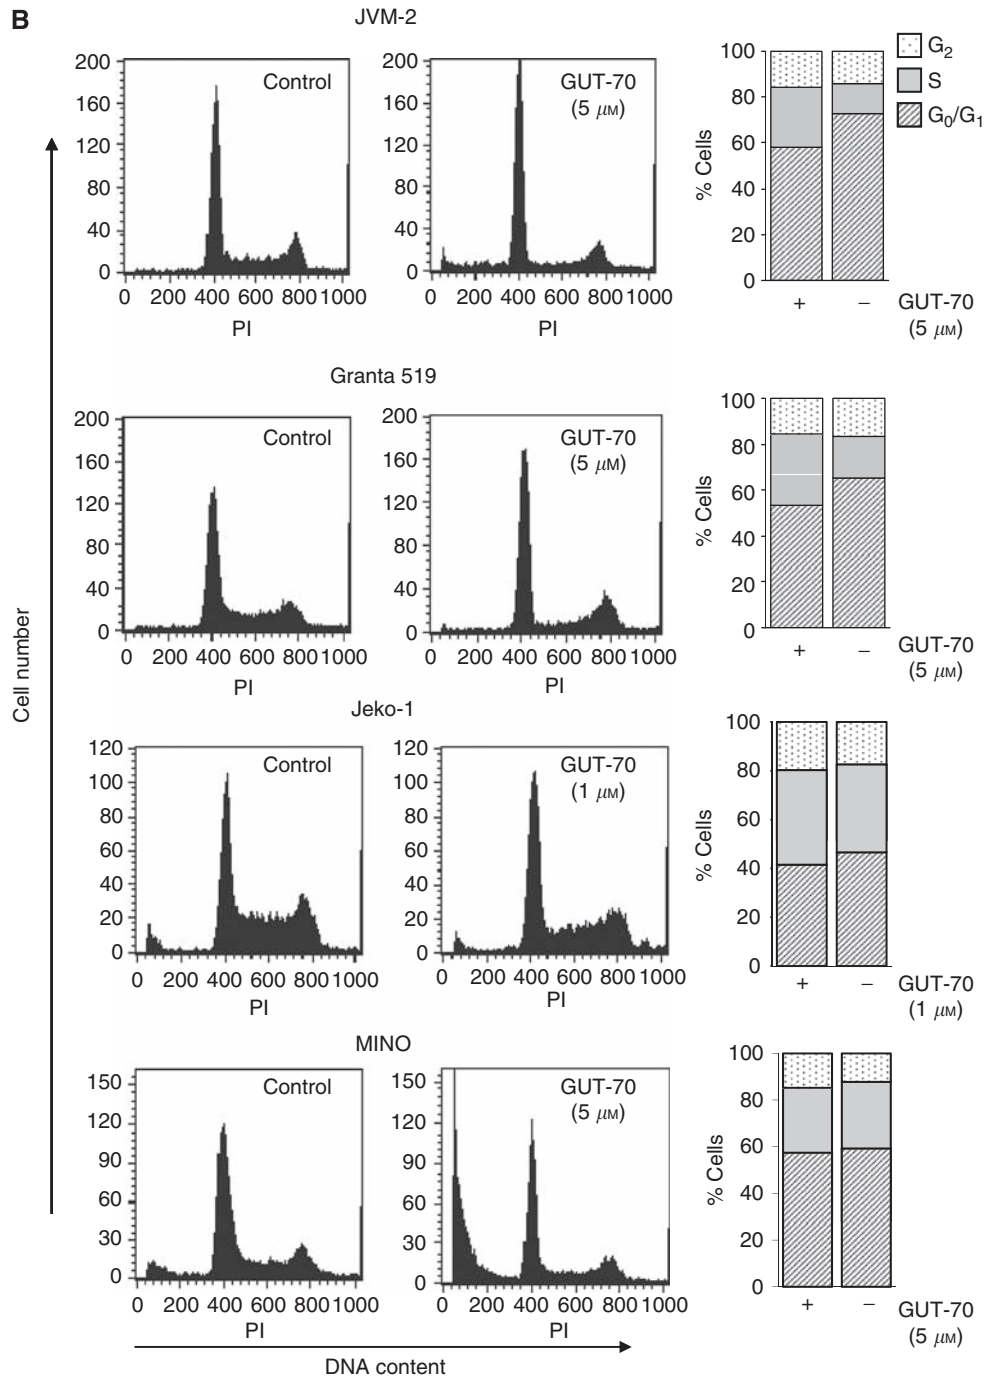 B
JVM-2
Control
GUT-70
(5 μM)
200
160
120
80
40
0
0 200 400 600 800 1000
PI
200
160
120
80
40
0
0 200 400 600 800 1000
PI
100
80
60
40
20
0
% Cells
+ −
GUT-70
(5 μM)
G2
S
G0/G1
Granta 519
Control
GUT-70
(5 μM)
200
160
120
80
40
0
0 200 400 600 800 1000
PI
200
160
120
80
40
0
0 200 400 600 800 1000
PI
100
80
60
40
20
0
% Cells
+ −
GUT-70
(5 μM)
Cell number
Jeko-1
Control
GUT-70
(1 μM)
120
100
80
60
40
20
0
0 200 400 600 800 1000
PI
120
100
80
60
40
20
0
0 200 400 600 800 1000
PI
100
80
60
40
20
0
% Cells
+ −
GUT-70
(1 μM)
MINO
Control
GUT-70
(5 μM)
150
120
90
60
30
0
0 200 400 600 800 1000
PI
150
120
90
60
30
0
0 200 400 600 800 1000
PI
100
80
60
40
20
0
% Cells
+ −
GUT-70
(5 μM)
DNA content